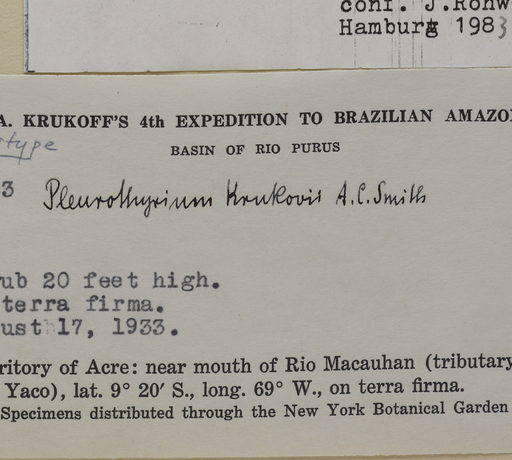 conf. J. Rohw
Hamburg 1983
A. KRUKOFF'S 4th EXPEDITION TO BRAZILIAN AMAZO
type
BASIN OF RIO PURUS
3 Pleurothyrium Krukovii A.C. Smith
ub 20 feet high.
terra firma.
ust 17, 1933.
ritory of Acre: near mouth of Rio Macauhan (tributary
Yaco), lat. 9° 20′ S., long. 69° W., on terra firma.
Specimens distributed through the New York Botanical Garden